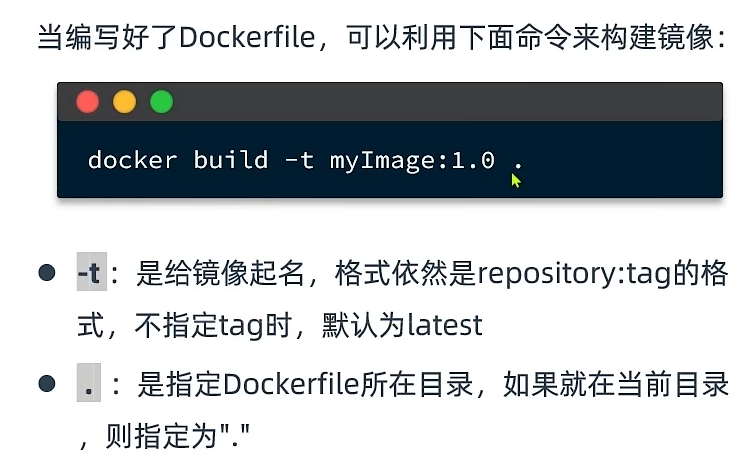 当编写好了Dockerfile，可以利用下面命令来构建镜像：
docker build -t myImage:1.0 .
● -t：是给镜像起名，格式依然是repository:tag的格
式，不指定tag时，默认为latest
● . ：是指定Dockerfile所在目录，如果就在当前目录
，则指定为"."